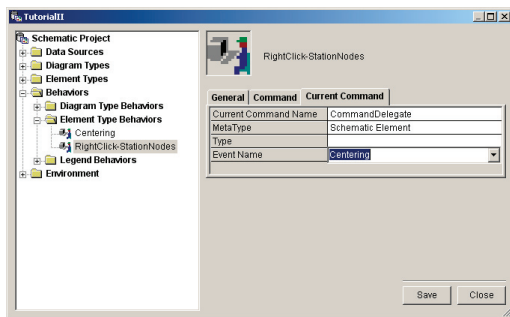 TutorialII
Schematic Project
Data Sources
Diagram Types
Element Types
Behaviors
Diagram Type Behaviors
Element Type Behaviors
Centering
RightClick-StationNodes
Legend Behaviors
Environment
RightClick-StationNodes
General Command Current Command
Current Command Name CommandDelegate
MetaType Schematic Element
Type
Event Name Centering
Save Close